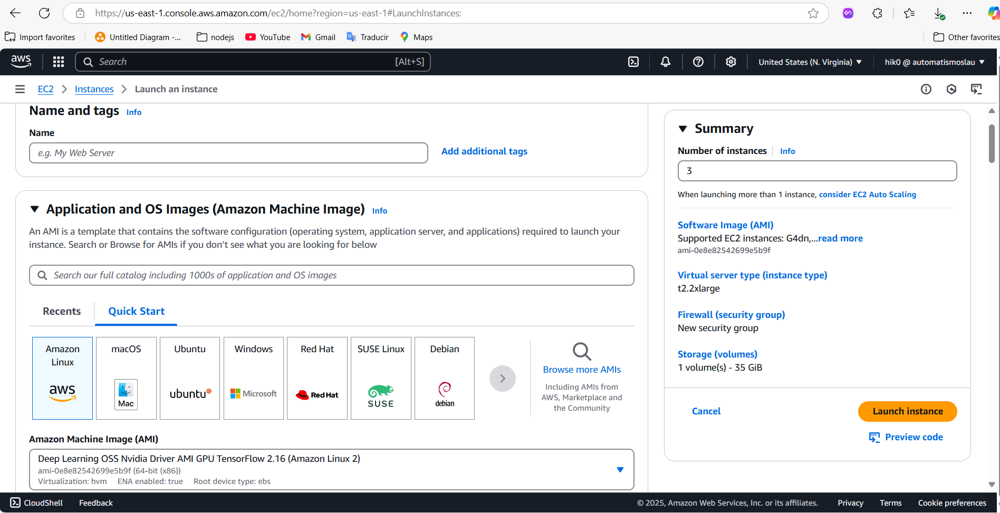 https://us-east-1.console.aws.amazon.com/ec2/home?region=us-east-1#LaunchInstances:
Import favorites
Untitled Diagram -...
nodejs
YouTube
Gmail
Traducir
Maps
Other favorites
aws
Search
[Alt+S]
United States (N. Virginia)
hik0 @ automatismoslau
EC2
Instances
Launch an instance
Name and tags Info
Name
e.g. My Web Server
Add additional tags
Application and OS Images (Amazon Machine Image) Info
An AMI is a template that contains the software configuration (operating system, application server, and applications) required to launch your
instance. Search or Browse for AMIs if you don’t see what you are looking for below
Search our full catalog including 1000s of application and OS images
Recents
Quick Start
Amazon
Linux
aws
macOS
Mac
Ubuntu
ubuntu
Windows
Microsoft
Red Hat
Red Hat
SUSE Linux
SUSE
Debian
debian
Browse more AMIs
Including AMIs from
AWS, Marketplace and
the Community
Amazon Machine Image (AMI)
Deep Learning OSS Nvidia Driver AMI GPU TensorFlow 2.16 (Amazon Linux 2)
ami-0e8e82542699e5b9f (64-bit (x86))
Virtualization: hvm ENA enabled: true Root device type: ebs
Summary
Number of instances Info
3
When launching more than 1 instance, consider EC2 Auto Scaling
Software Image (AMI)
Supported EC2 instances: G4dn,...read more
ami-0e8e82542699e5b9f
Virtual server type (instance type)
t2.2xlarge
Firewall (security group)
New security group
Storage (volumes)
1 volume(s) - 35 GiB
Cancel
Launch instance
Preview code
CloudShell
Feedback
© 2025, Amazon Web Services, Inc. or its affiliates.
Privacy
Terms
Cookie preferences